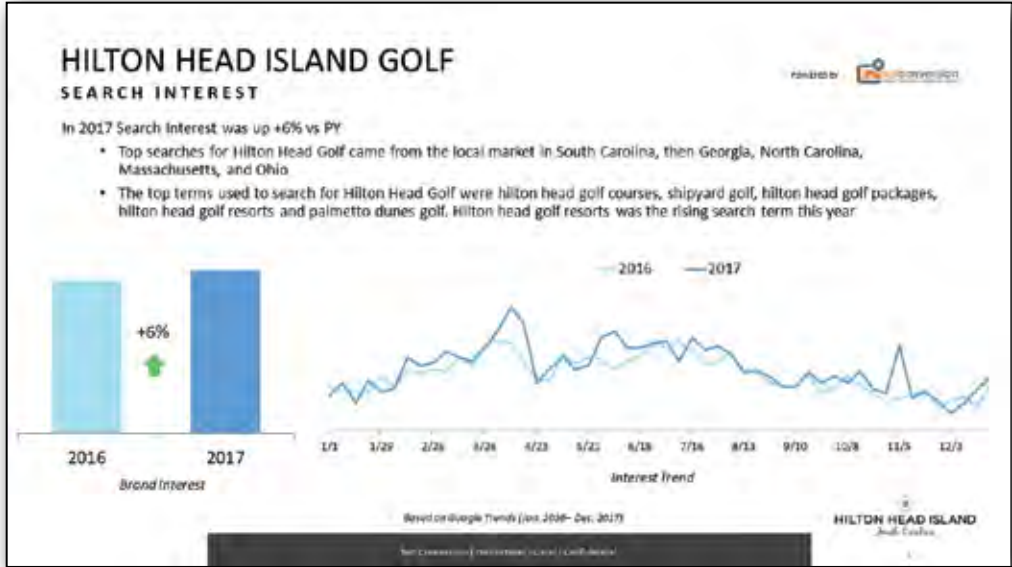 HILTON HEAD ISLAND GOLF
SEARCH INTEREST
POWERED BY
In 2017 Search Interest was up +6% vs PY
• Top searches for Hilton Head Golf came from the local market in South Carolina, then Georgia, North Carolina,
Massachusetts, and Ohio
• The top terms used to search for Hilton Head Golf were hilton head golf courses, shipyard golf, hilton head golf packages,
hilton head golf resorts and palmetto dunes golf. Hilton head golf resorts was the rising search term this year
+6%
2016
2017
Brand Interest
2016
2017
1/1 1/29 2/26 3/26 4/23 5/21 6/18 7/16 8/13 9/10 10/8 11/5 12/3
Interest Trend
Based on Google Trends (Jan. 2016– Dec. 2017)
HILTON HEAD ISLAND
South Carolina